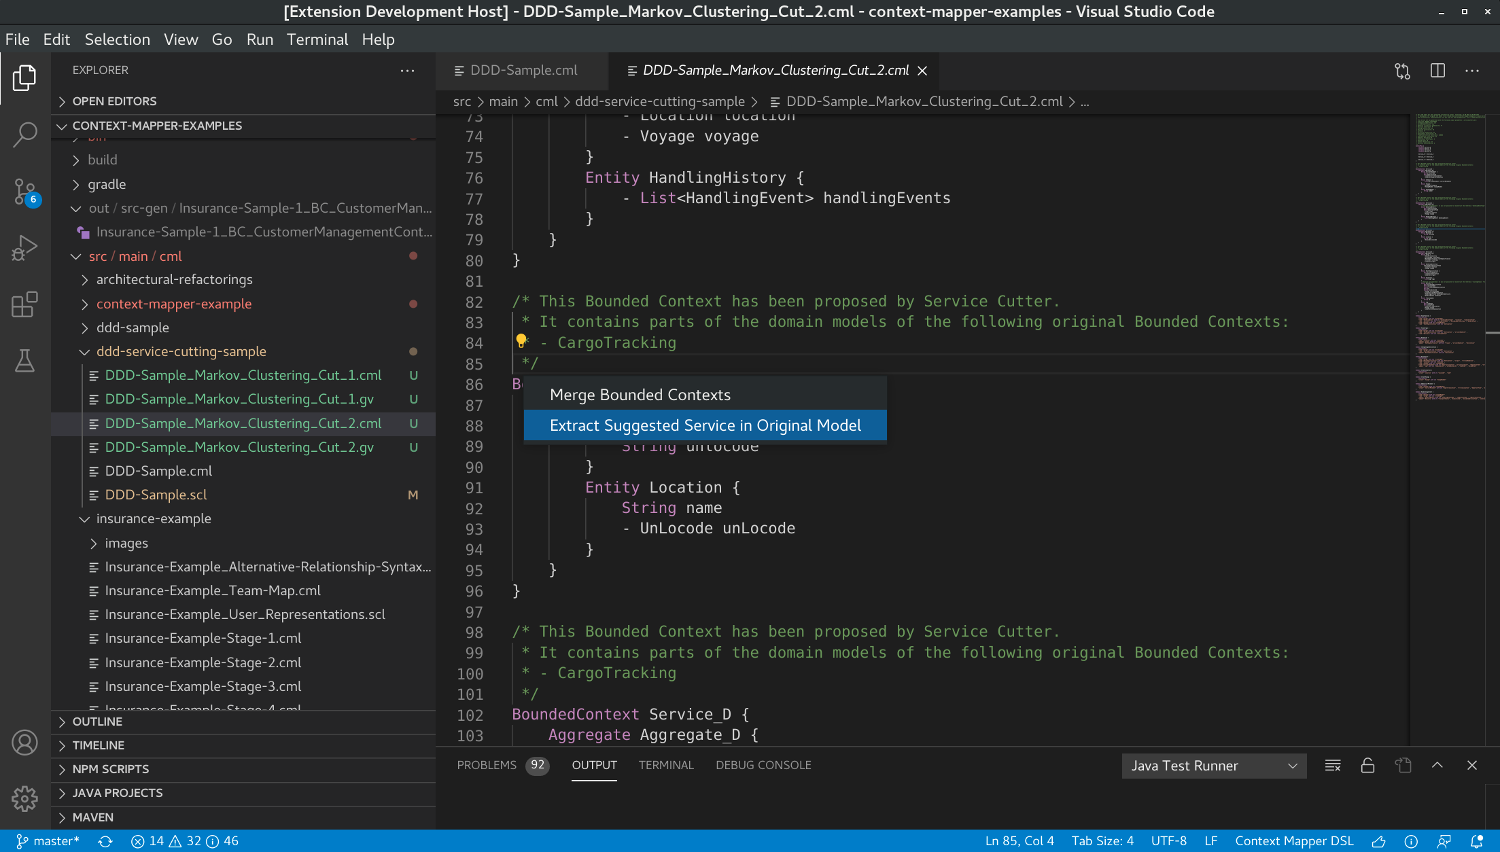 [Extension Development Host] - DDD-Sample_Markov_Clustering_Cut_2.cml - context-mapper-examples - Visual Studio Code
File Edit Selection View Go Run Terminal Help
EXPLORER
OPEN EDITORS
CONTEXT-MAPPER-EXAMPLES
bin
build
gradle
out / src-gen / Insurance-Sample-1_BC_CustomerMan...
Insurance-Sample-1_BC_CustomerManagementCont...
src / main / cml
architectural-refactorings
context-mapper-example
ddd-sample
ddd-service-cutting-sample
DDD-Sample_Markov_Clustering_Cut_1.cml U
DDD-Sample_Markov_Clustering_Cut_1.gv U
DDD-Sample_Markov_Clustering_Cut_2.cml U
DDD-Sample_Markov_Clustering_Cut_2.gv U
DDD-Sample.cml
DDD-Sample.scl M
insurance-example
images
Insurance-Example_Alternative-Relationship-Syntax...
Insurance-Example_Team-Map.cml
Insurance-Example_User_Representations.scl
Insurance-Example-Stage-1.cml
Insurance-Example-Stage-2.cml
Insurance-Example-Stage-3.cml
Insurance-Example-Stage-4.cml
OUTLINE
TIMELINE
NPM SCRIPTS
JAVA PROJECTS
MAVEN
6
DDD-Sample.cml DDD-Sample_Markov_Clustering_Cut_2.cml
src > main > cml > ddd-service-cutting-sample > DDD-Sample_Markov_Clustering_Cut_2.cml > ...
73 - Location location
74 - Voyage voyage
75 }
76 Entity HandlingHistory {
77 - List<HandlingEvent> handlingEvents
78 }
79 }
80 }
81
82 /* This Bounded Context has been proposed by Service Cutter.
83 * It contains parts of the domain models of the following original Bounded Contexts:
84 * - CargoTracking
85 */
86 B
87
88
Merge Bounded Contexts
Extract Suggested Service in Original Model
89 String unlocode
90 }
91 Entity Location {
92 String name
93 - UnLocode unLocode
94 }
95 }
96 }
97
98 /* This Bounded Context has been proposed by Service Cutter.
99 * It contains parts of the domain models of the following original Bounded Contexts:
100 * - CargoTracking
101 */
102 BoundedContext Service_D {
103 Aggregate Aggregate_D {
PROBLEMS 92 OUTPUT TERMINAL DEBUG CONSOLE Java Test Runner
master* 14 32 46 Ln 85, Col 4 Tab Size: 4 UTF-8 LF Context Mapper DSL